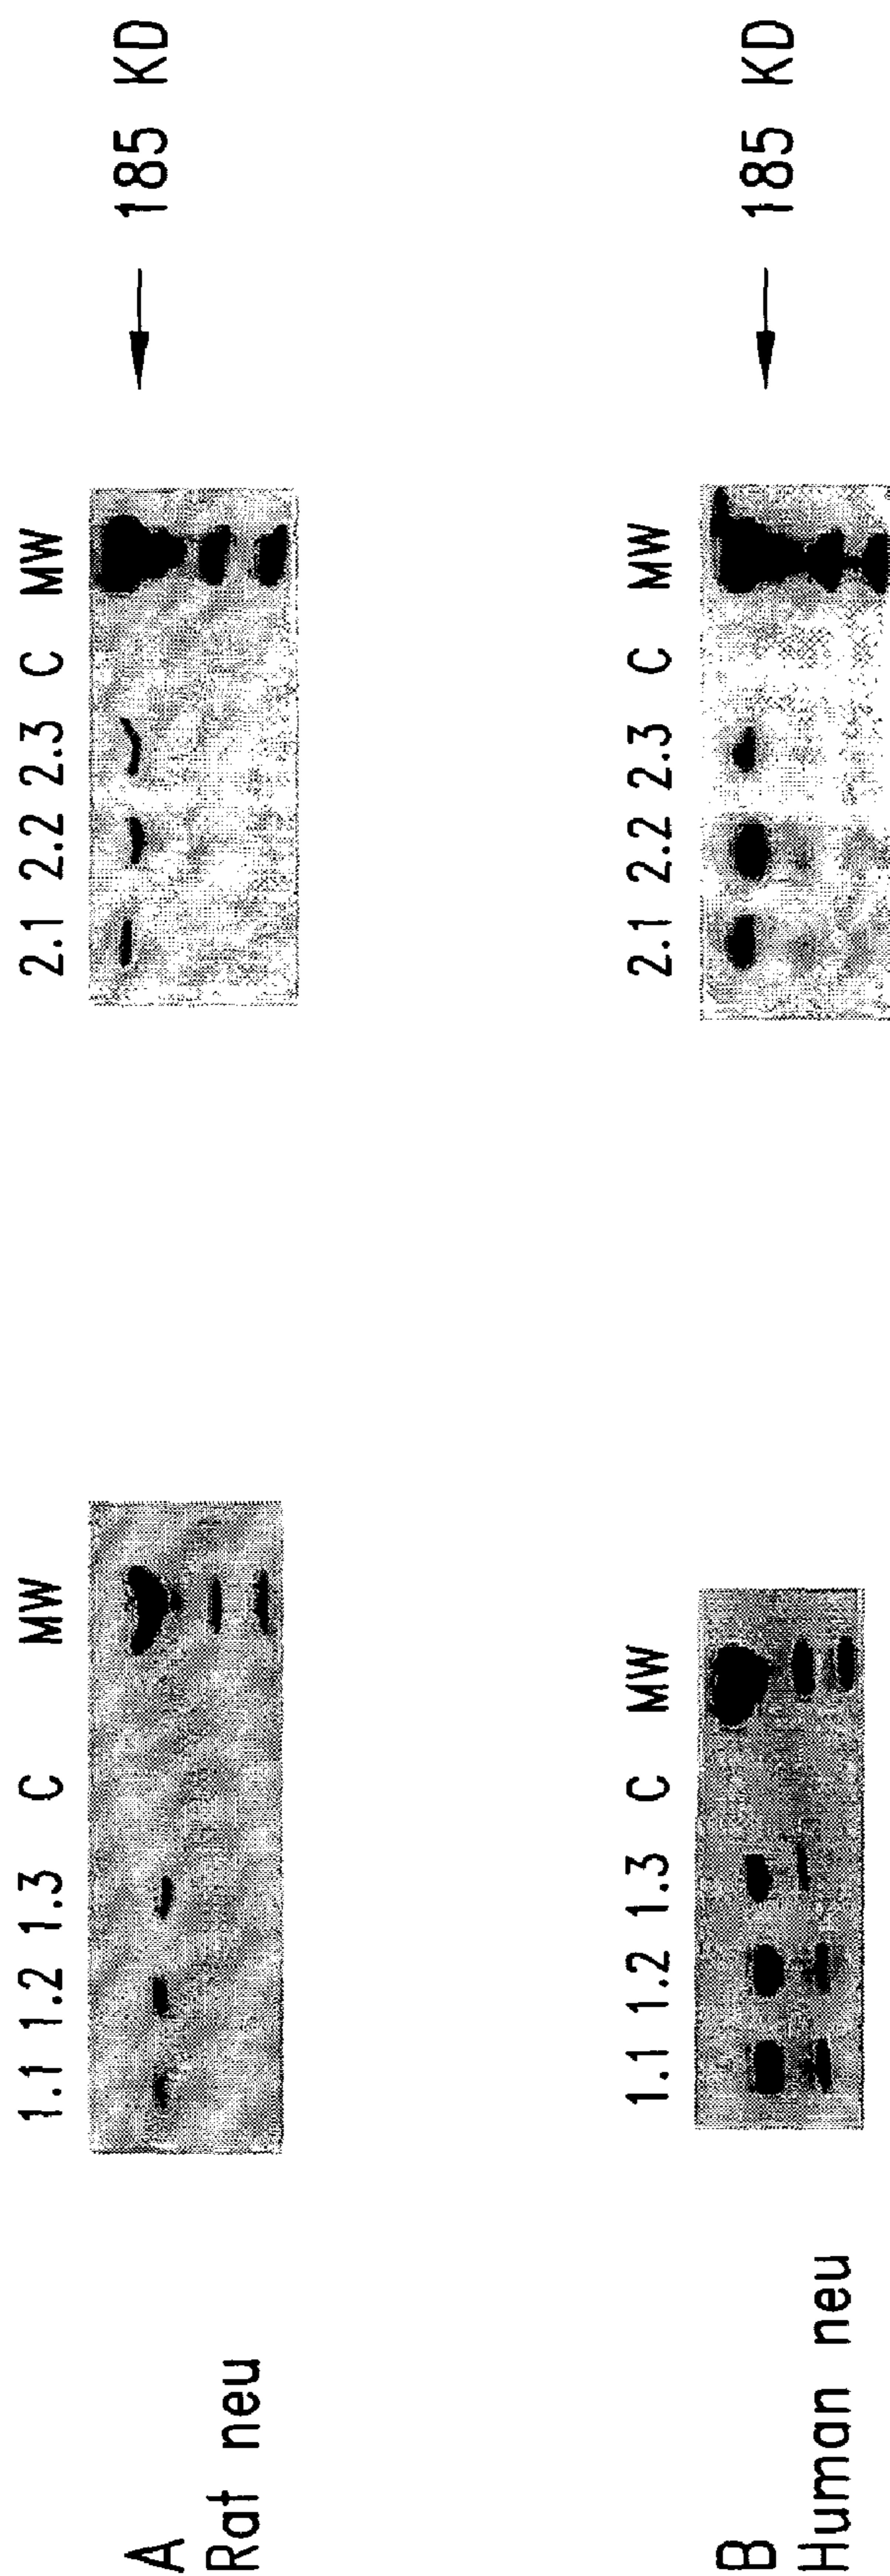 A
Rat neu
1.1 1.2 1.3 C MW
2.1 2.2 2.3 C MW
185 KD
B
Human neu
1.1 1.2 1.3 C MW
2.1 2.2 2.3 C MW
185 KD